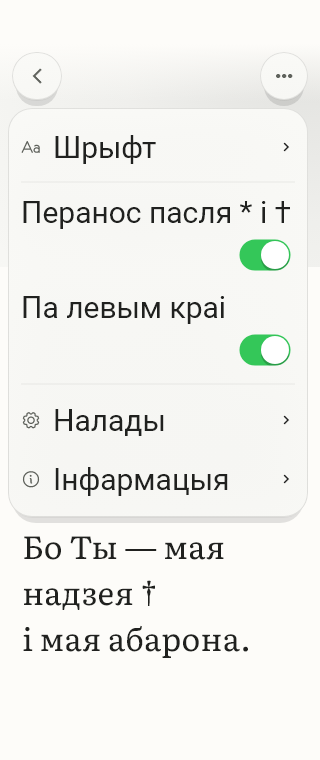 Aa Шрыфт
Перанос пасля * і †
Па левым краі
Налады
Інфармацыя
Бо Ты — мая
надзея †
і мая абарона.